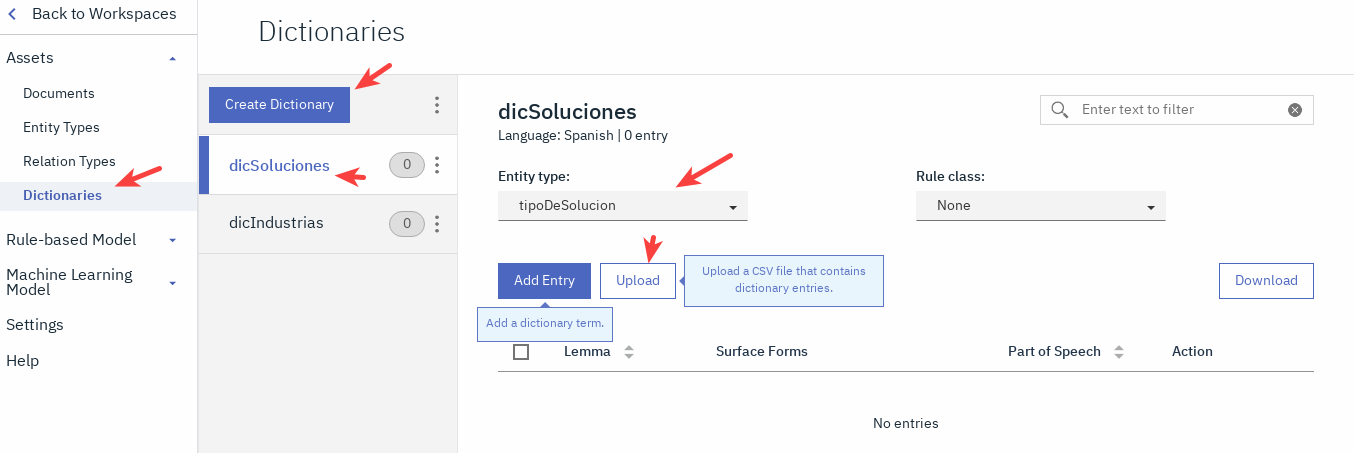 Back to Workspaces
Assets
Documents
Entity Types
Relation Types
Dictionaries
Rule-based Model
Machine Learning
Model
Settings
Help
Dictionaries
Create Dictionary
dicSoluciones 0
dicIndustrias 0
dicSoluciones
Language: Spanish | 0 entry
Enter text to filter
Entity type:
tipoDeSolucion
Rule class:
None
Add Entry
Upload
Upload a CSV file that contains
dictionary entries.
Download
Add a dictionary term.
Lemma Surface Forms Part of Speech Action
No entries